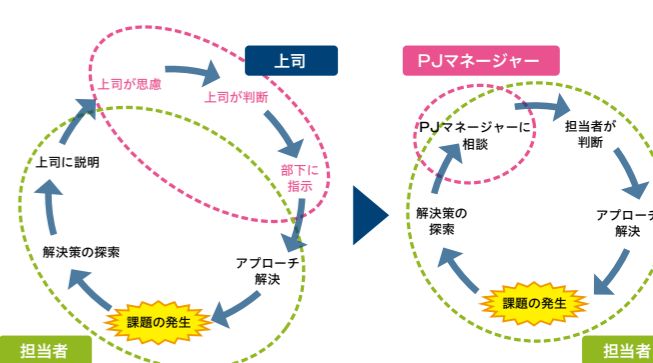 上司
上司が思慮
上司が判断
部下に
指示
上司に説明
解決策の探索
アプローチ
解決
課題の発生
担当者
PJマネージャー
PJマネージャーに
相談
担当者が
判断
解決策の
探索
アプローチ
解決
課題の発生
担当者